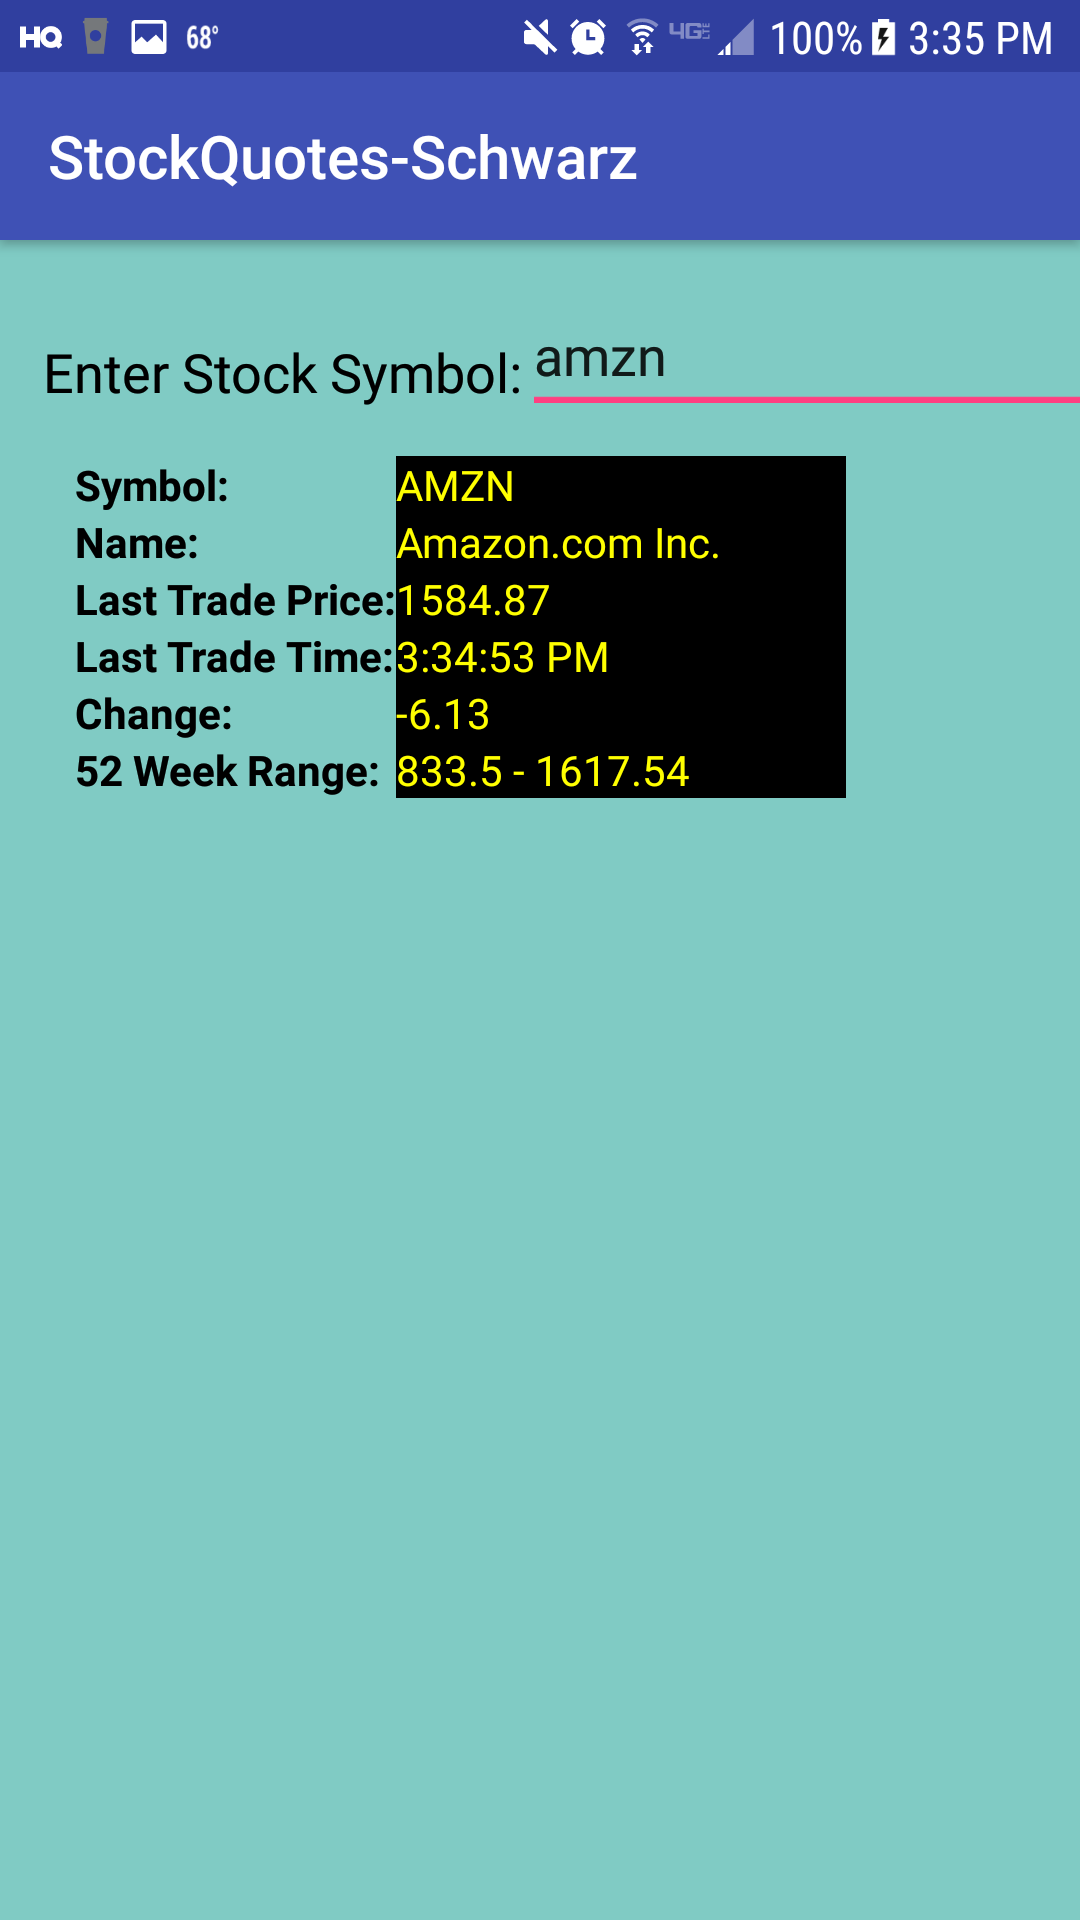 HQ 68° 4G LTE 100% 3:35 PM
StockQuotes-Schwarz
Enter Stock Symbol: amzn
Symbol: AMZN
Name: Amazon.com Inc.
Last Trade Price: 1584.87
Last Trade Time: 3:34:53 PM
Change: -6.13
52 Week Range: 833.5 - 1617.54